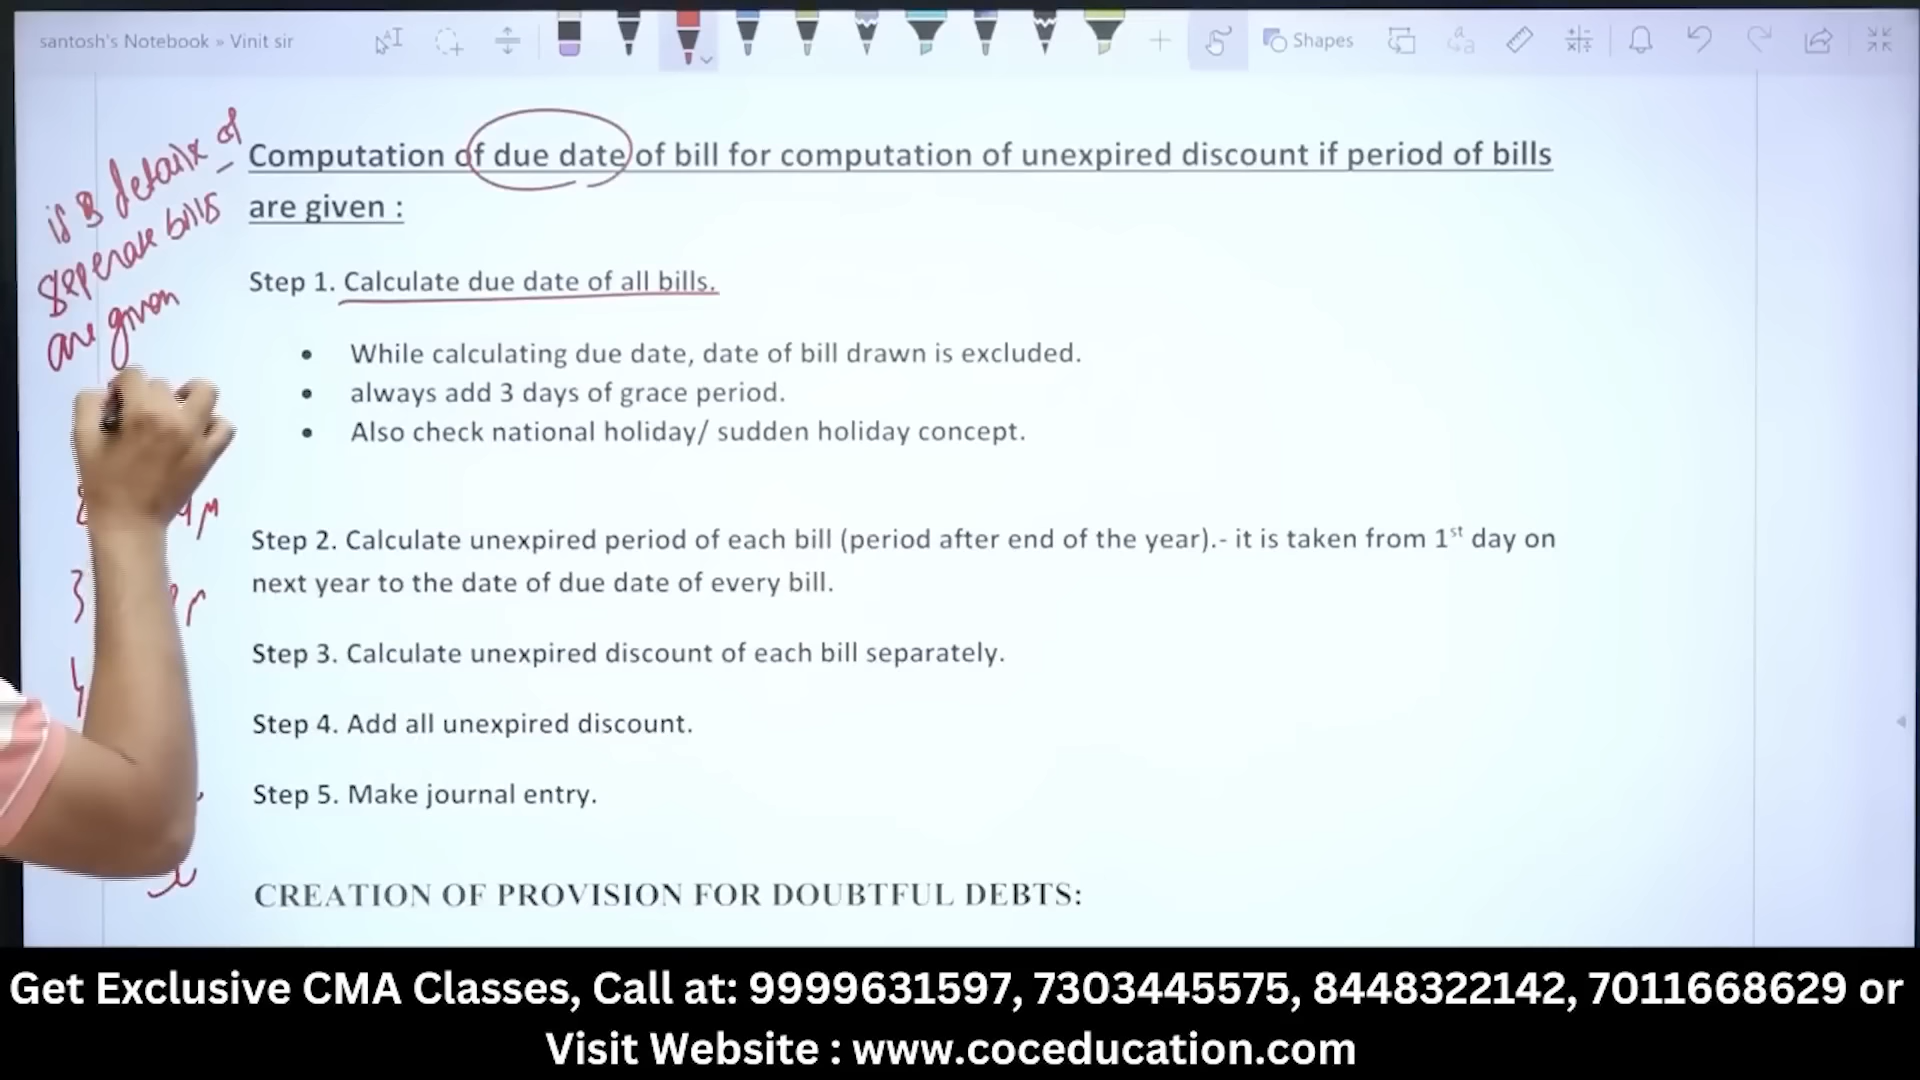 santosh's Notebook » Vinit sir
Shapes
is details of
seperate bills
are given
Computation of due date of bill for computation of unexpired discount if period of bills
are given :
Step 1. Calculate due date of all bills.
• While calculating due date, date of bill drawn is excluded.
• always add 3 days of grace period.
• Also check national holiday/ sudden holiday concept.
Step 2. Calculate unexpired period of each bill (period after end of the year).- it is taken from 1st day on
next year to the date of due date of every bill.
Step 3. Calculate unexpired discount of each bill separately.
Step 4. Add all unexpired discount.
Step 5. Make journal entry.
CREATION OF PROVISION FOR DOUBTFUL DEBTS:
Get Exclusive CMA Classes, Call at: 9999631597, 7303445575, 8448322142, 7011668629 or
Visit Website : www.coceducation.com